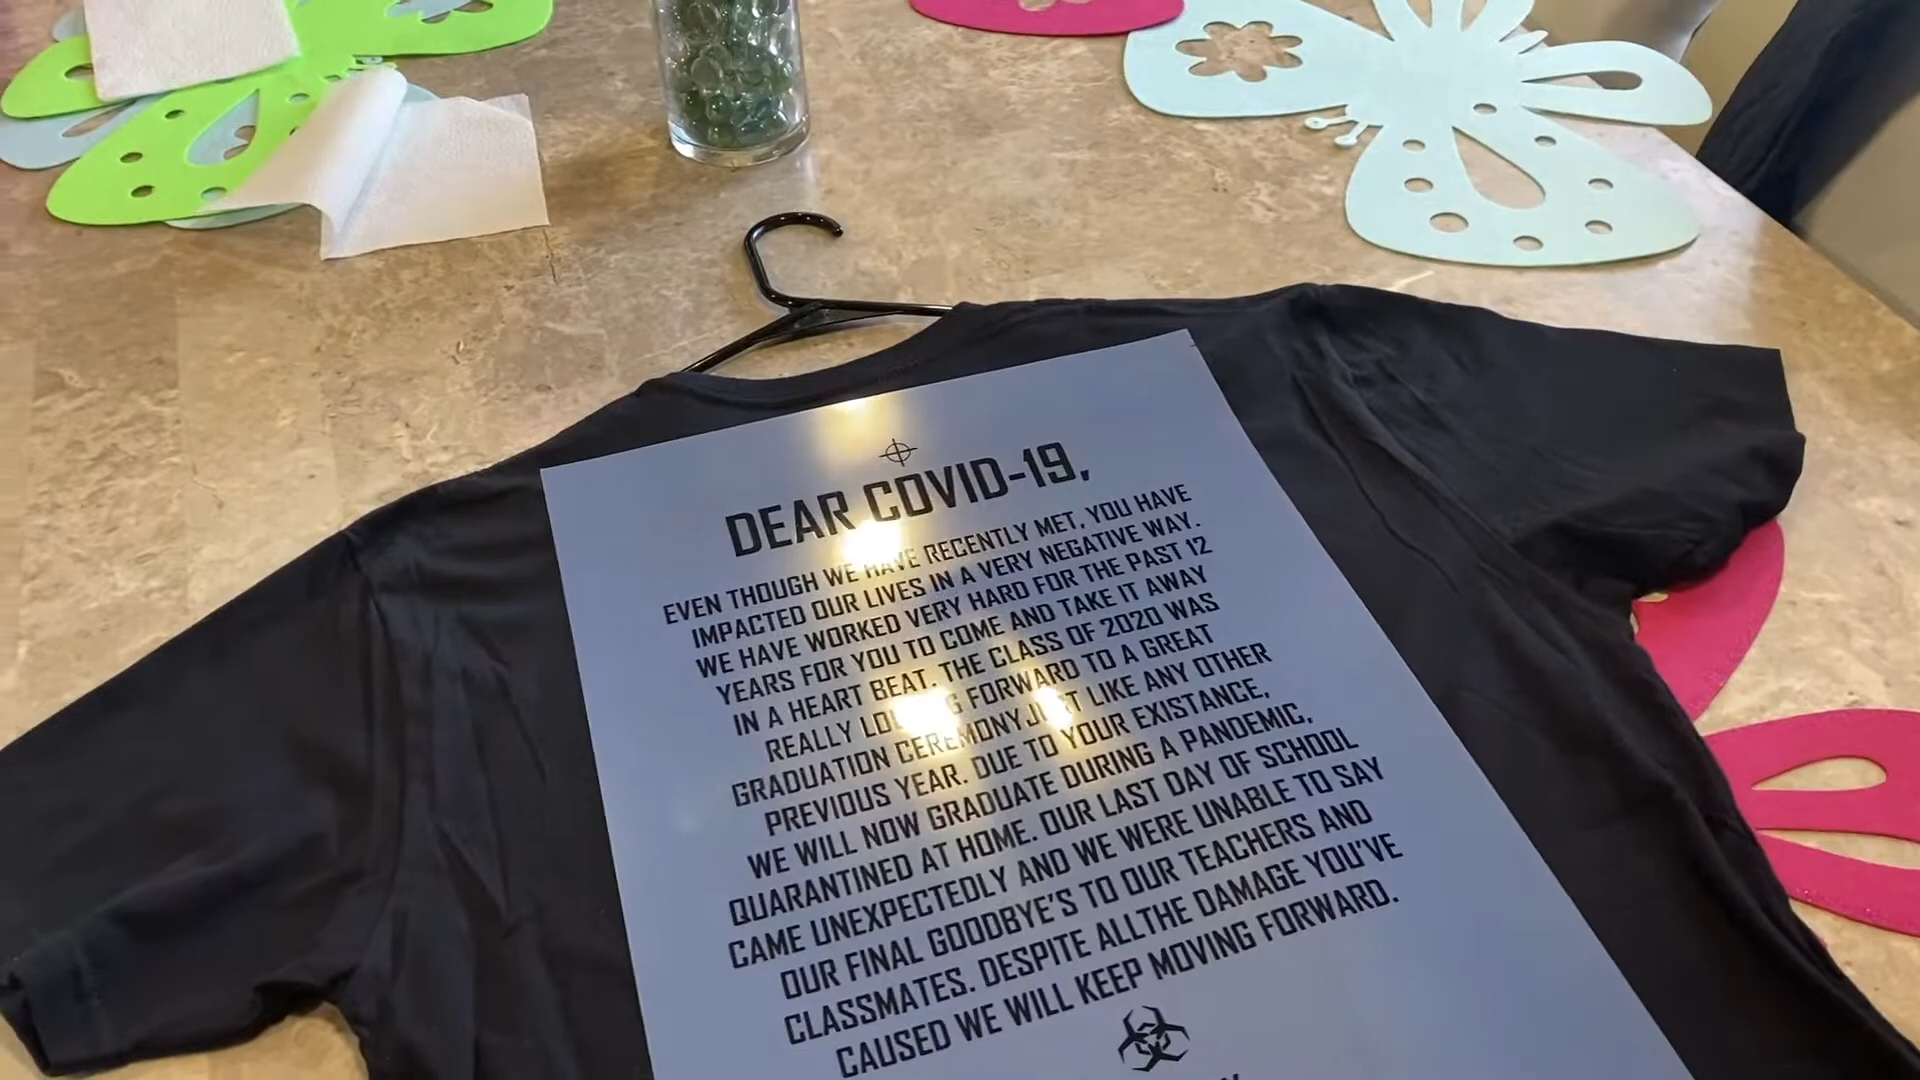 DEAR COVID-19,
EVEN THOUGH WE HAVE RECENTLY MET, YOU HAVE
IMPACTED OUR LIVES IN A VERY NEGATIVE WAY.
WE HAVE WORKED VERY HARD FOR THE PAST 12
YEARS FOR YOU TO COME AND TAKE IT AWAY
IN A HEART BEAT. THE CLASS OF 2020 WAS
REALLY LOOKING FORWARD TO A GREAT
GRADUATION CEREMONY JUST LIKE ANY OTHER
PREVIOUS YEAR. DUE TO YOUR EXISTANCE,
WE WILL NOW GRADUATE DURING A PANDEMIC,
QUARANTINED AT HOME. OUR LAST DAY OF SCHOOL
CAME UNEXPECTEDLY AND WE WERE UNABLE TO SAY
OUR FINAL GOODBYE'S TO OUR TEACHERS AND
CLASSMATES. DESPITE ALLTHE DAMAGE YOU'VE
CAUSED WE WILL KEEP MOVING FORWARD.